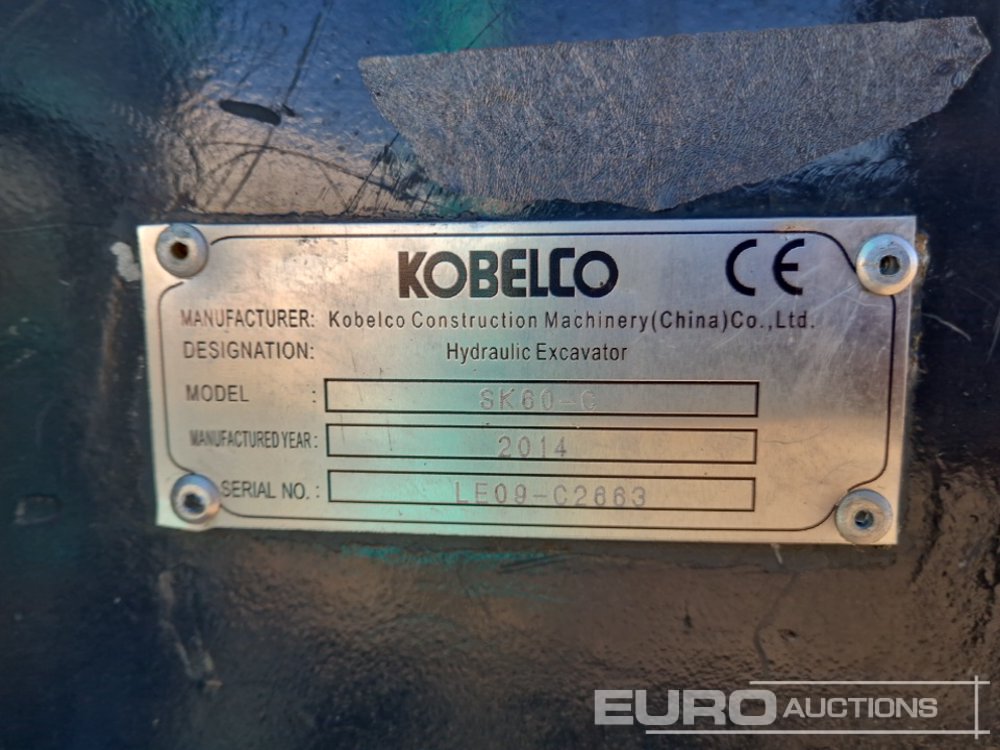 KOBELCO CE
MANUFACTURER: Kobelco Construction Machinery(China)Co.,Ltd.
DESIGNATION: Hydraulic Excavator
MODEL : SK60-C
MANUFACTURED YEAR : 2014
SERIAL NO. : LE09-C2663
EURO AUCTIONS